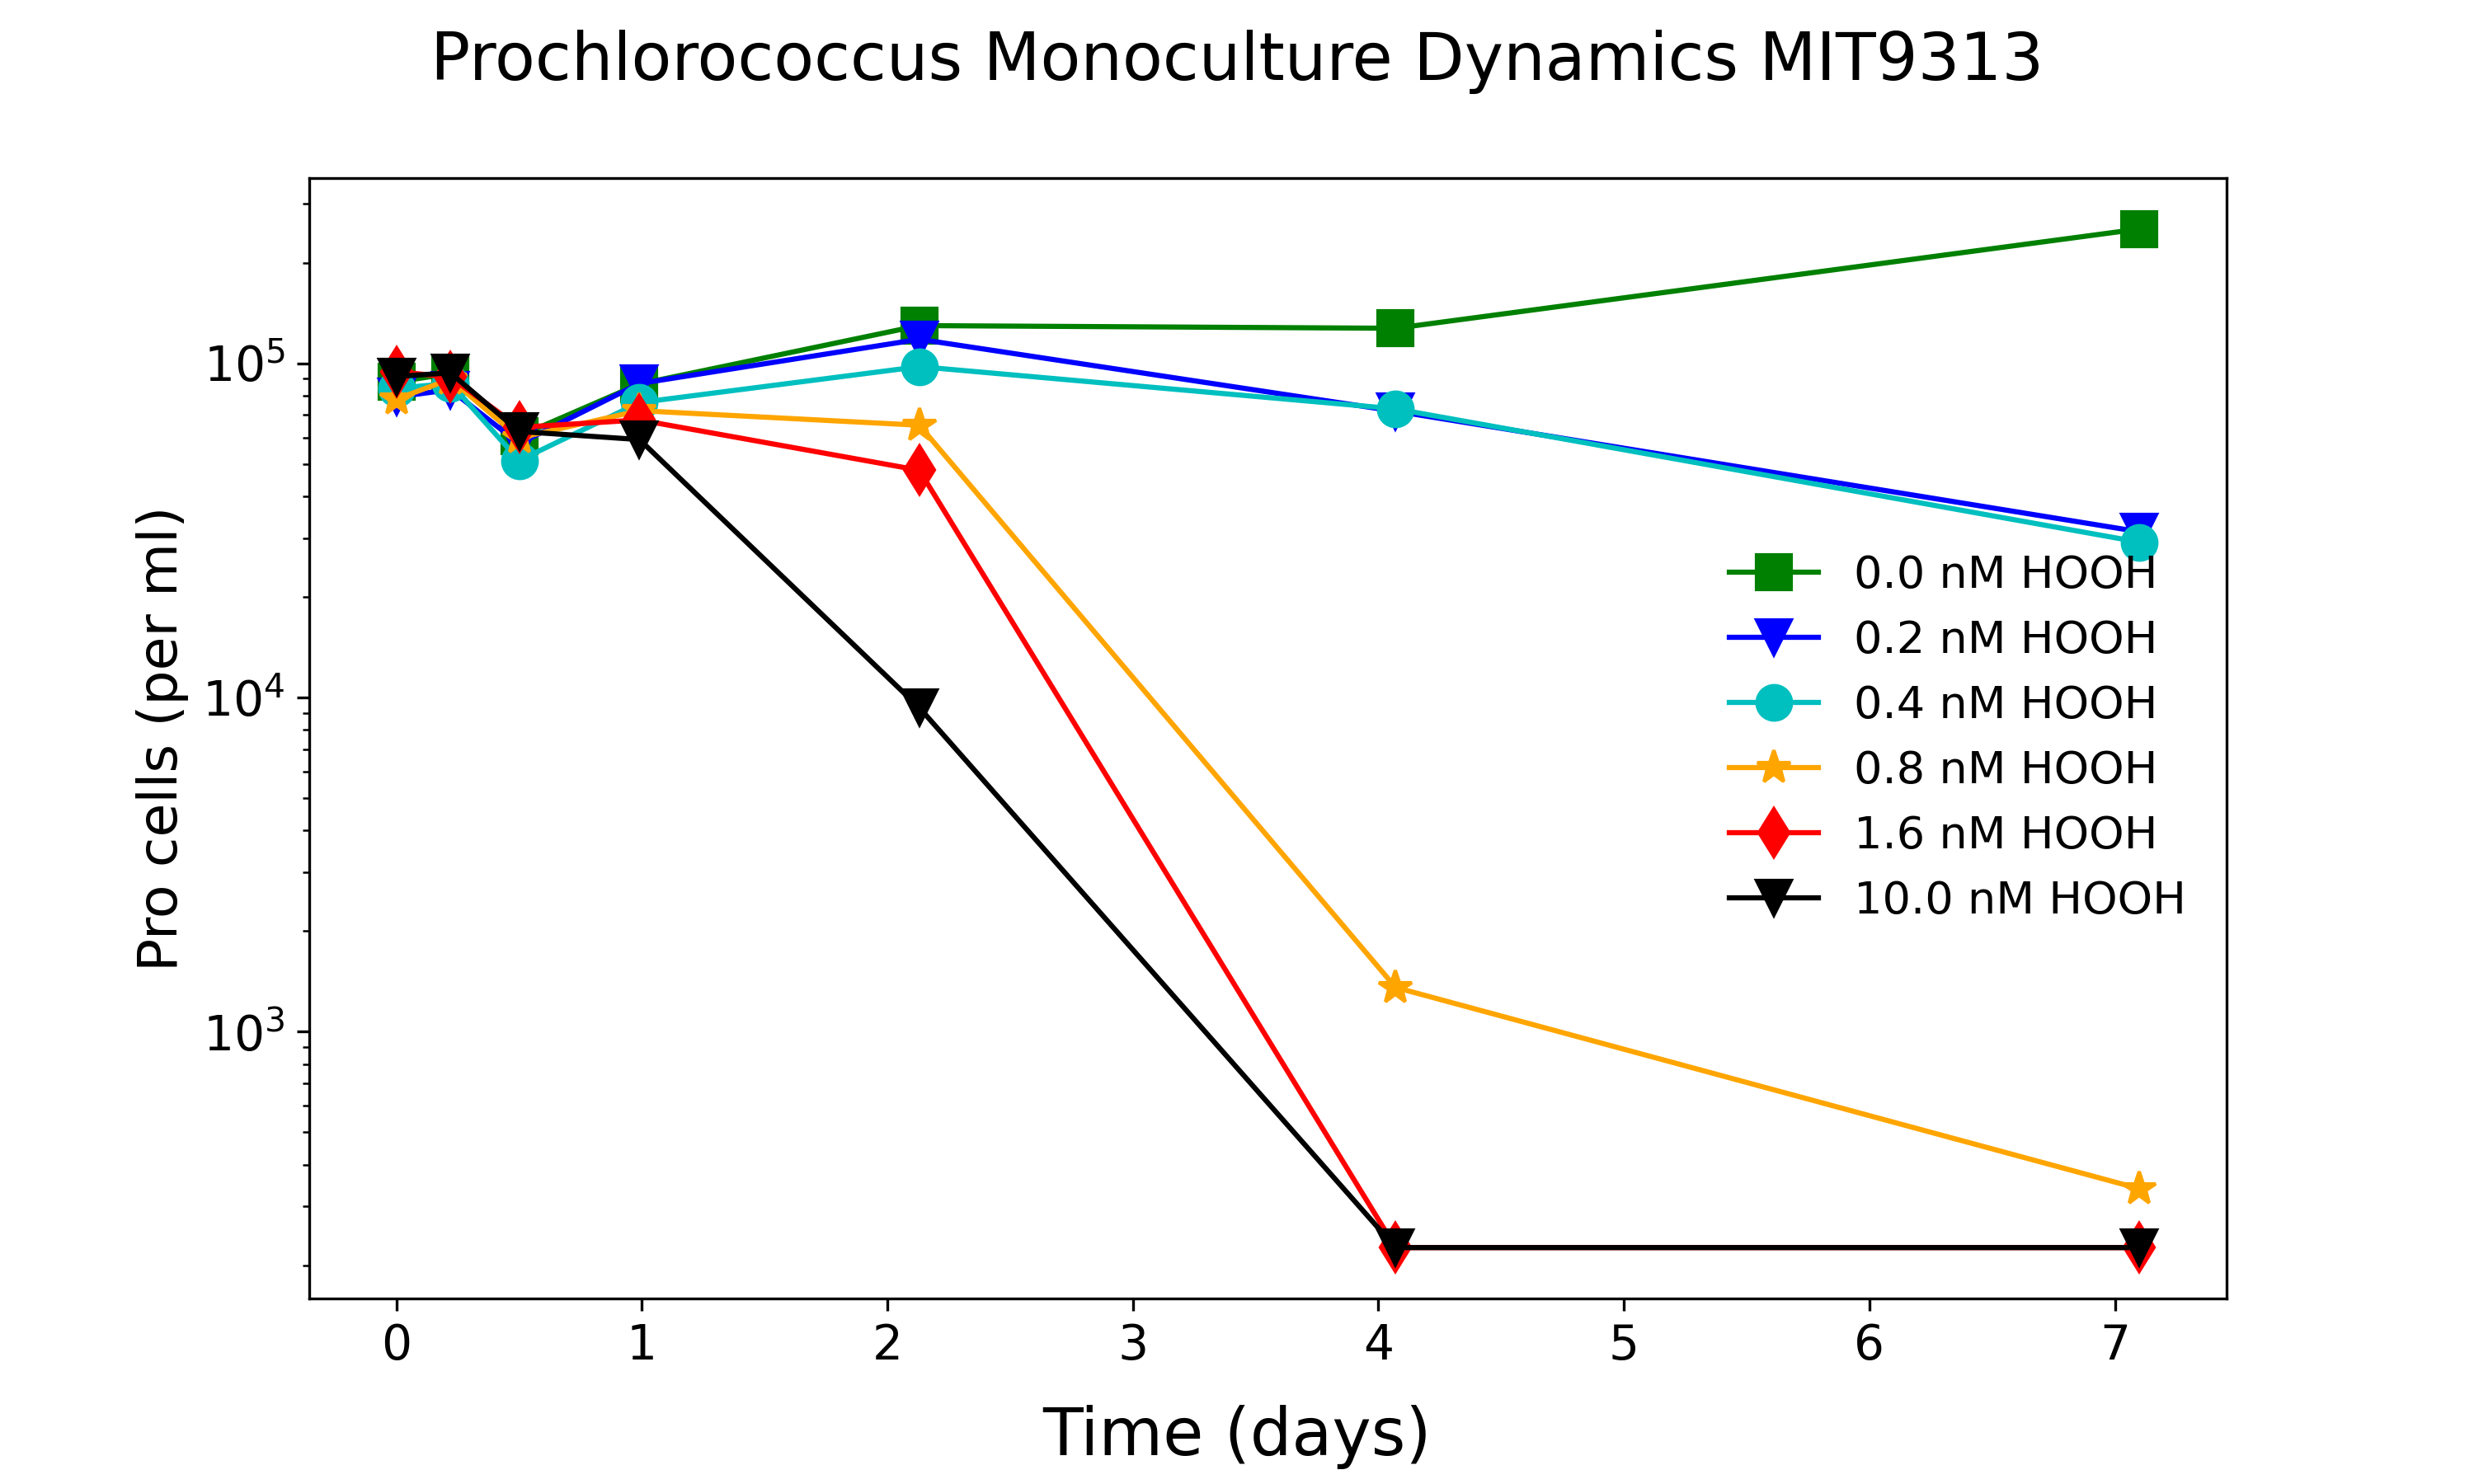 Prochlorococcus Monoculture Dynamics MIT9313
Pro cells (per ml)
10⁵
10⁴
10³
0.0 nM HOOH
0.2 nM HOOH
0.4 nM HOOH
0.8 nM HOOH
1.6 nM HOOH
10.0 nM HOOH
0 1 2 3 4 5 6 7
Time (days)